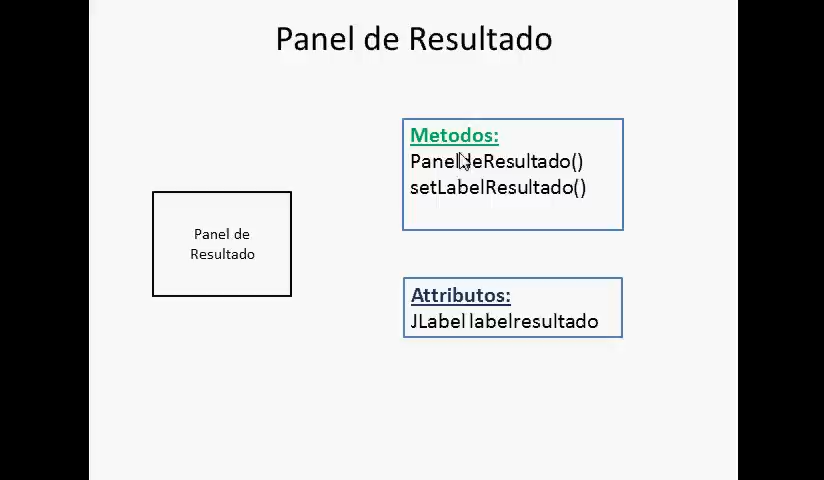 Panel de Resultado
Metodos:
PaneldeResultado()
setLabelResultado()
Panel de
Resultado
Attributos:
JLabel labelresultado